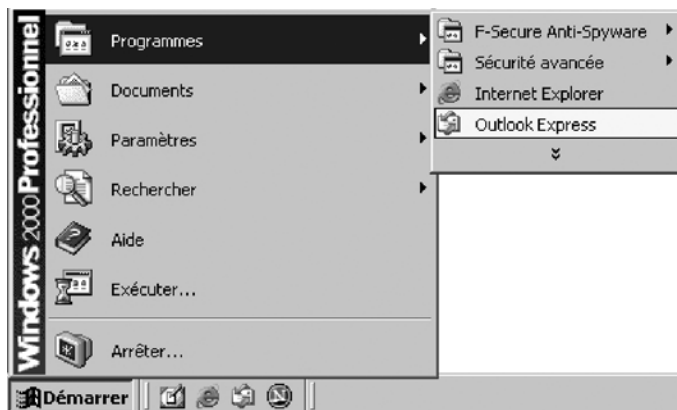 Windows 2000 Professionnel
Programmes
Documents
Paramètres
Rechercher
Aide
Exécuter...
Arrêter...
F-Secure Anti-Spyware
Sécurité avancée
Internet Explorer
Outlook Express
Démarrer